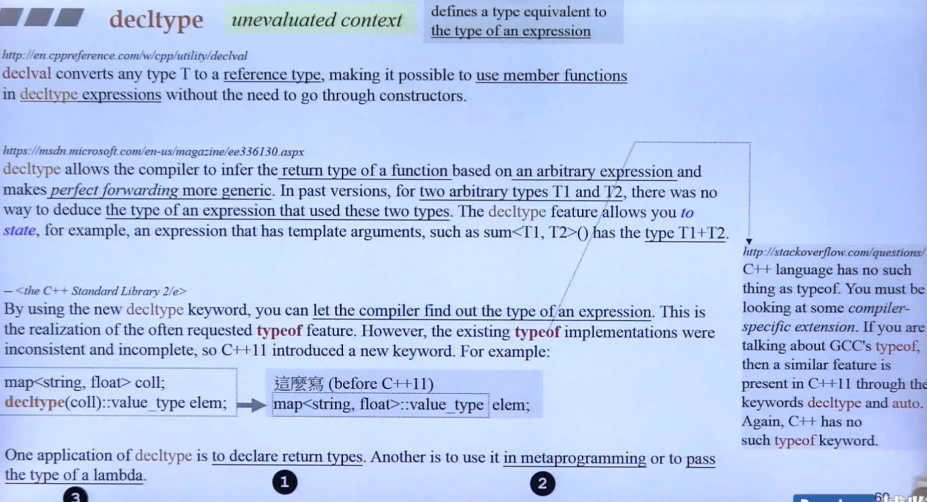 decltype
unevaluated context
defines a type equivalent to
the type of an expression
http://en.cppreference.com/w/cpp/utility/declval
declval converts any type T to a reference type, making it possible to use member functions
in decltype expressions without the need to go through constructors.
https://msdn.microsoft.com/en-us/magazine/ee336130.aspx
decltype allows the compiler to infer the return type of a function based on an arbitrary expression and
makes perfect forwarding more generic. In past versions, for two arbitrary types T1 and T2, there was no
way to deduce the type of an expression that used these two types. The decltype feature allows you to
state, for example, an expression that has template arguments, such as sum<T1, T2>() has the type T1+T2.
-- <the C++ Standard Library 2/e>
By using the new decltype keyword, you can let the compiler find out the type of an expression. This is
the realization of the often requested typeof feature. However, the existing typeof implementations were
inconsistent and incomplete, so C++11 introduced a new keyword. For example:
map<string, float> coll;
decltype(coll)::value_type elem;
這麼寫 (before C++11)
map<string, float>::value_type elem;
http://stackoverflow.com/questions/
C++ language has no such
thing as typeof. You must be
looking at some compiler-
specific extension. If you are
talking about GCC's typeof,
then a similar feature is
present in C++11 through the
keywords decltype and auto.
Again, C++ has no
such typeof keyword.
One application of decltype is to declare return types. Another is to use it in metaprogramming or to pass
the type of a lambda.
1
2
3
60